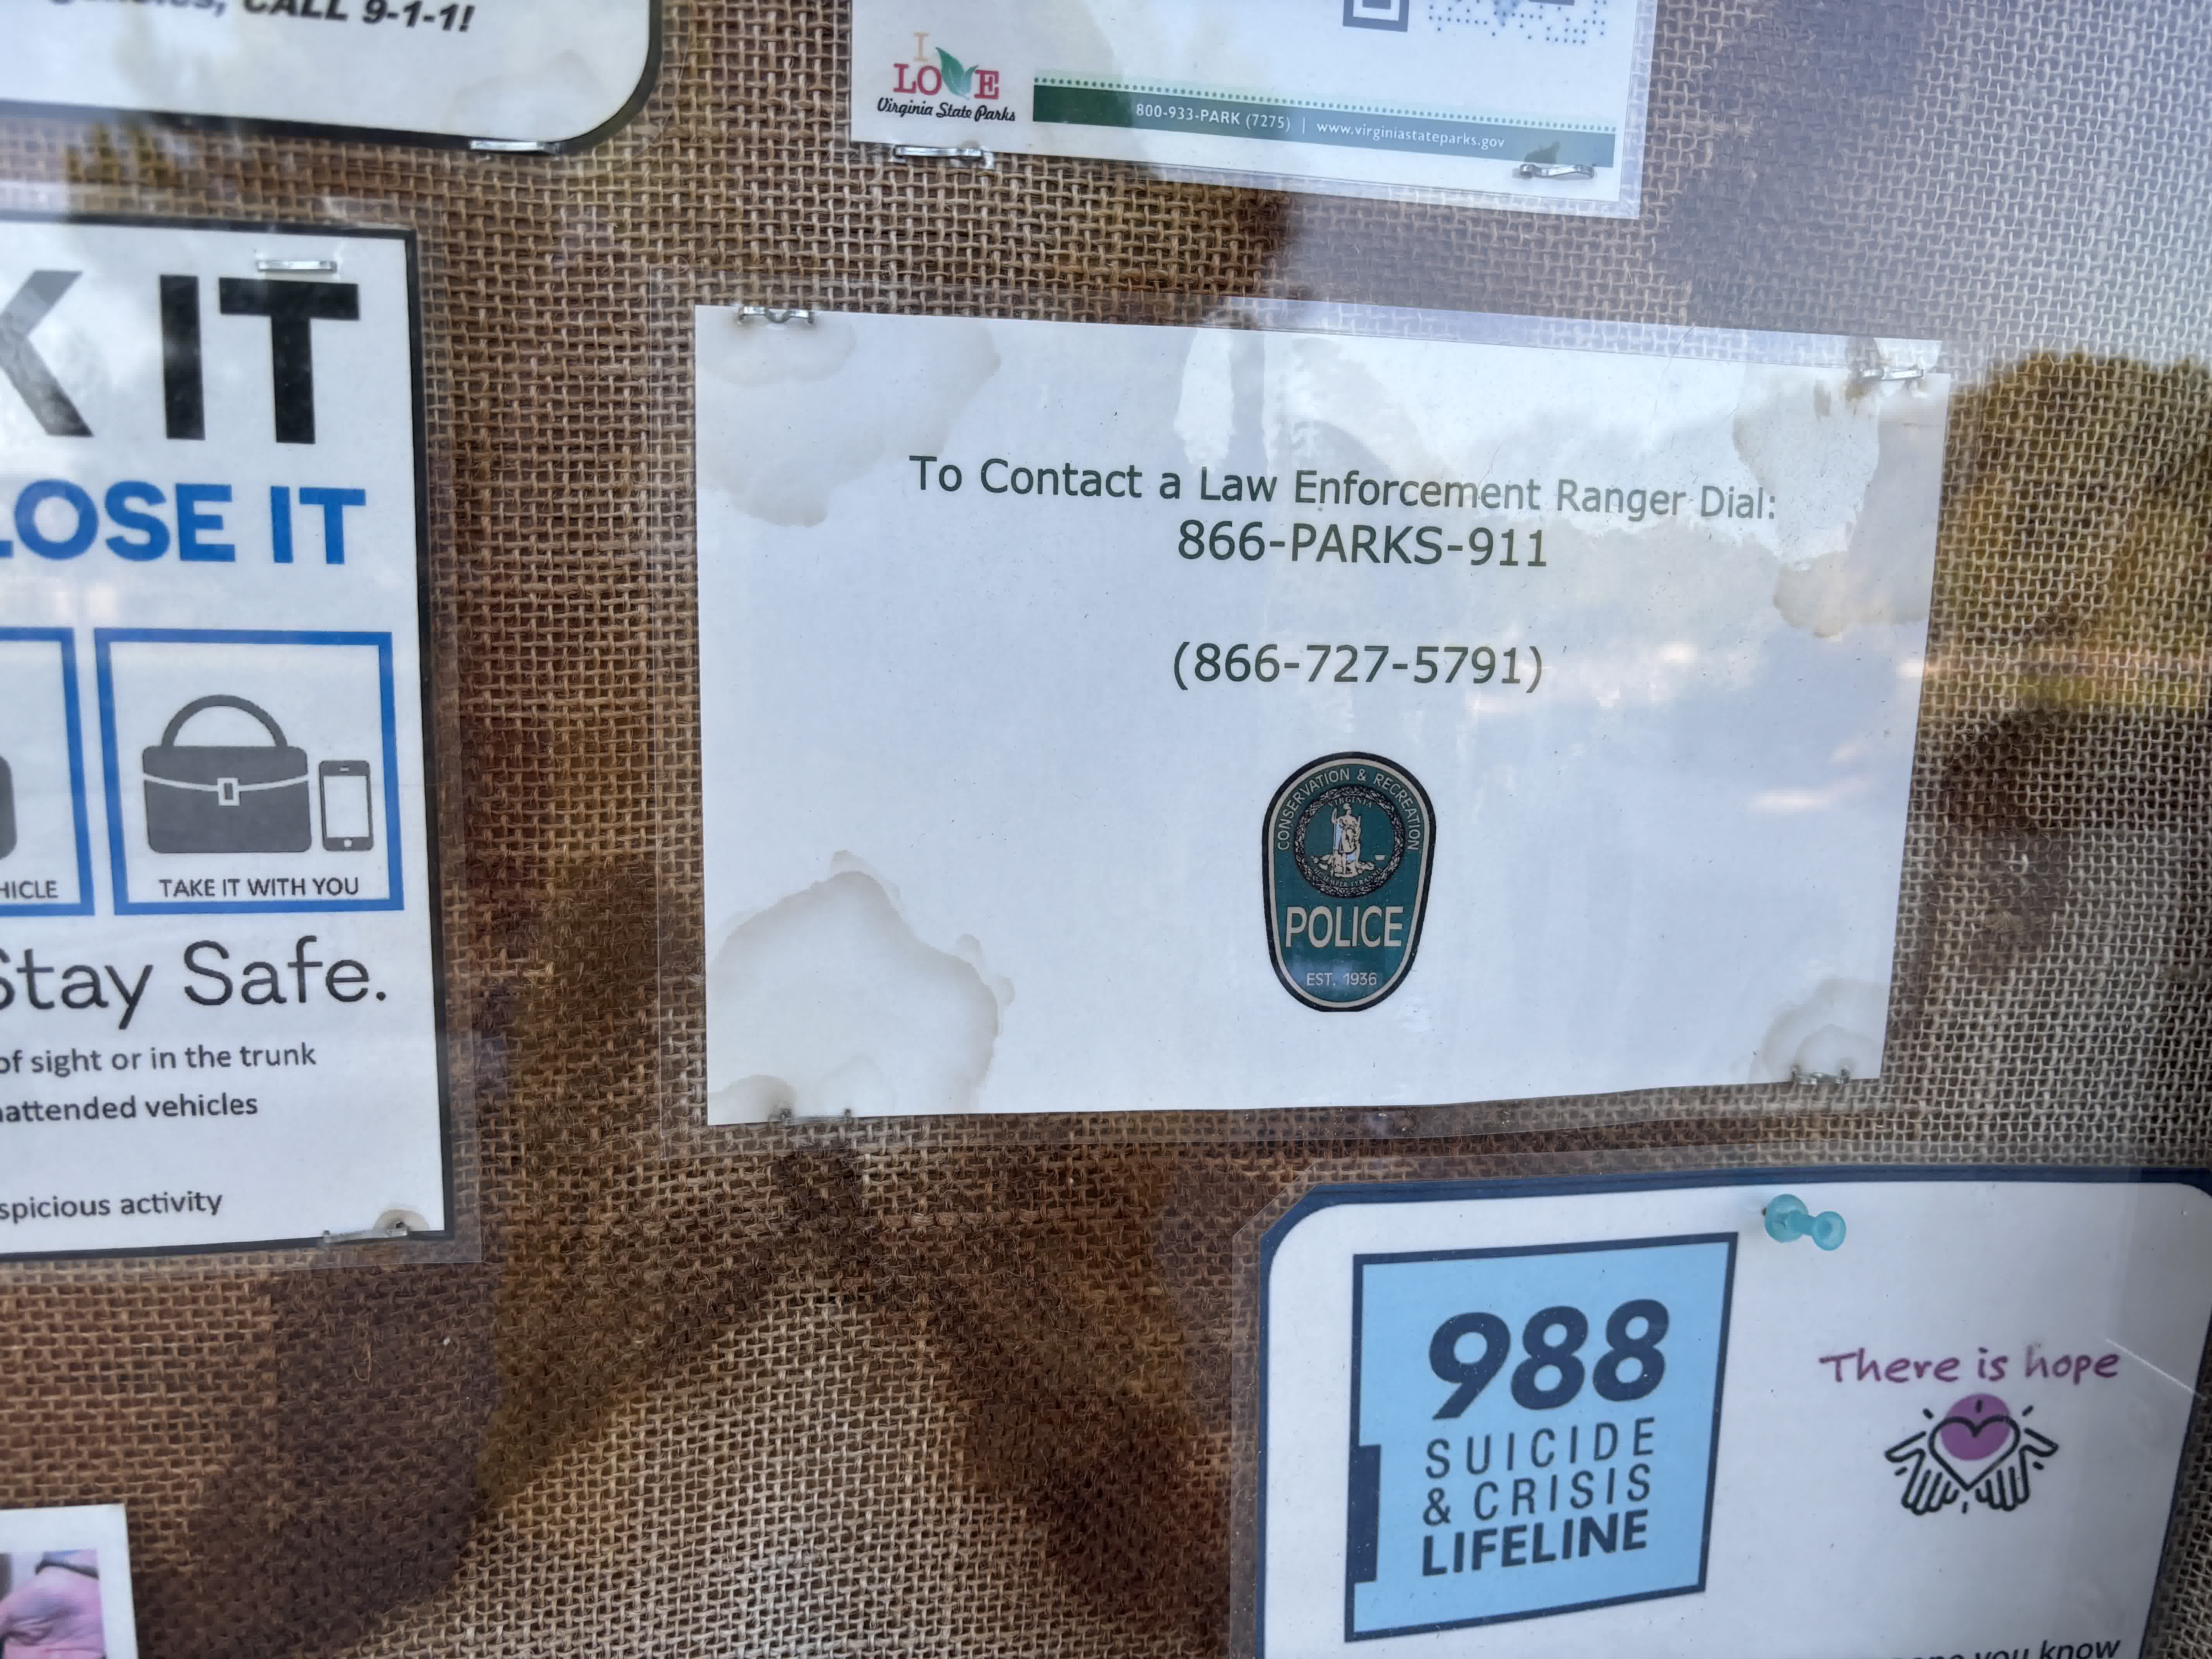 CALL 9-1-1!
I
LOVE
Virginia State Parks
800-933-PARK (7275) | www.virginiastateparks.gov
K IT
LOSE IT
TAKE IT WITH YOU
Stay Safe.
of sight or in the trunk
To Contact a Law Enforcement Ranger Dial:
866-PARKS-911
(866-727-5791)
CONSERVATION & RECREATION
VIRGINIA
POLICE
EST. 1936
vehicles
activity
988
SUICIDE
& CRISIS
LIFELINE
There is hope
you know